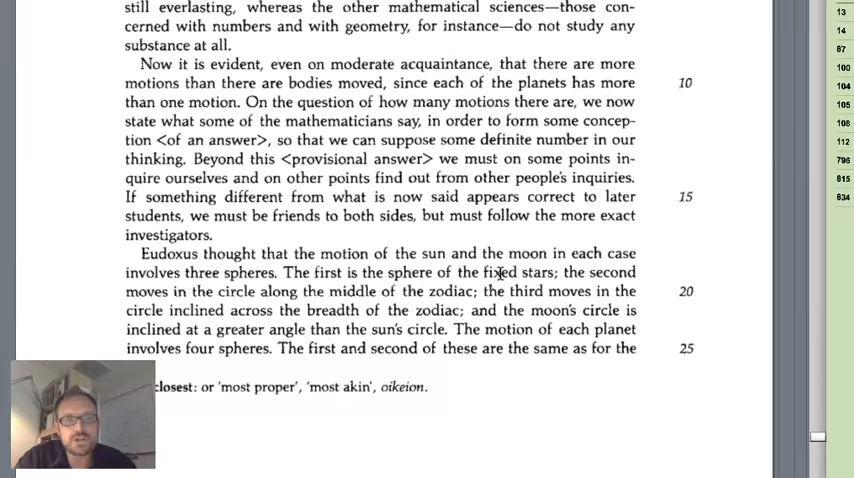 still everlasting, whereas the other mathematical sciences—those con-
cerned with numbers and with geometry, for instance—do not study any
substance at all.
Now it is evident, even on moderate acquaintance, that there are more
motions than there are bodies moved, since each of the planets has more
than one motion. On the question of how many motions there are, we now
state what some of the mathematicians say, in order to form some concep-
tion <of an answer>, so that we can suppose some definite number in our
thinking. Beyond this <provisional answer> we must on some points in-
quire ourselves and on other points find out from other people's inquiries.
If something different from what is now said appears correct to later
students, we must be friends to both sides, but must follow the more exact
investigators.
Eudoxus thought that the motion of the sun and the moon in each case
involves three spheres. The first is the sphere of the fixed stars; the second
moves in the circle along the middle of the zodiac; the third moves in the
circle inclined across the breadth of the zodiac; and the moon's circle is
inclined at a greater angle than the sun's circle. The motion of each planet
involves four spheres. The first and second of these are the same as for the
closest: or 'most proper', 'most akin', oikeion.
10
15
20
25
13
14
87
100
104
105
108
112
796
815
834